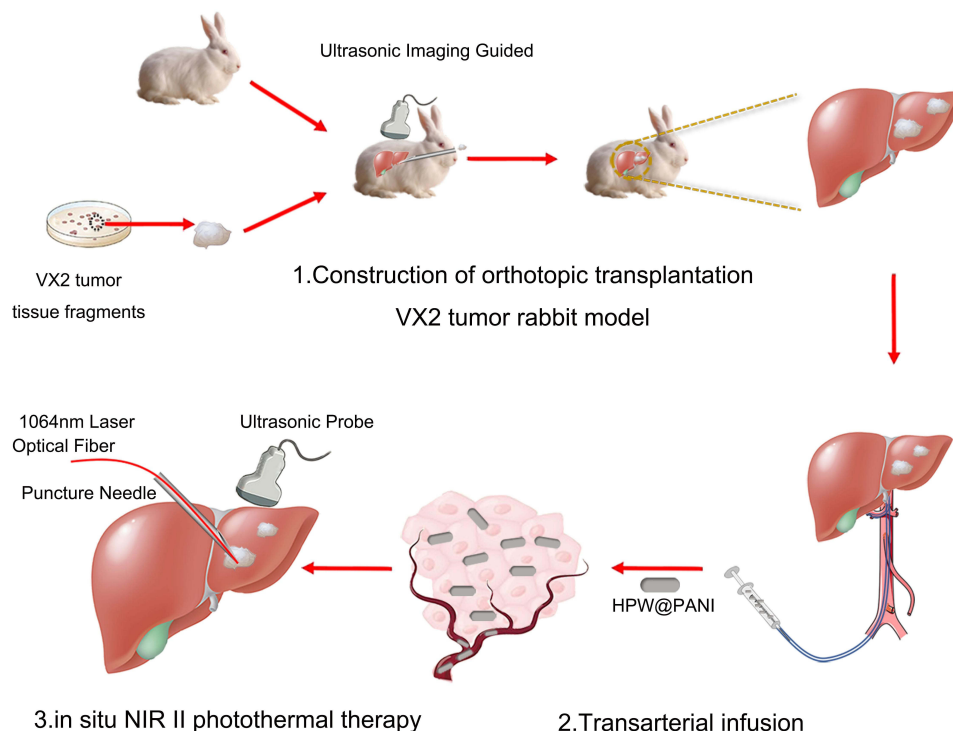 Ultrasonic Imaging Guided
VX2 tumor
tissue fragments
1.Construction of orthotopic transplantation
VX2 tumor rabbit model
1064nm Laser
Optical Fiber
Puncture Needle
Ultrasonic Probe
HPW@PANI
3.in situ NIR II photothermal therapy
2.Transarterial infusion